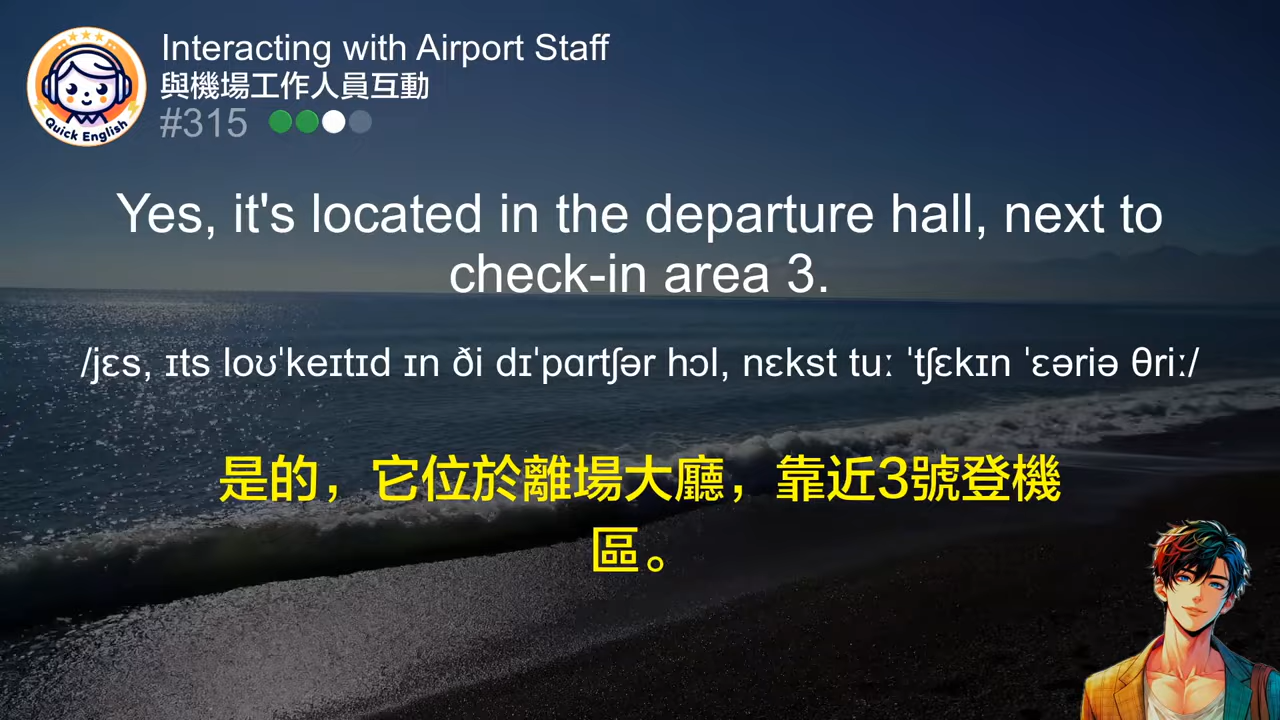 Interacting with Airport Staff
與機場工作人員互動
#315
Quick English
Yes, it's located in the departure hall, next to
check-in area 3.
/jɛs, ɪts loʊˈkeɪtɪd ɪn ði dɪˈpɑrtʃər hɔl, nɛkst tuː ˈtʃɛkɪn ˈɛəriə θriː/
是的，它位於離場大廳，靠近3號登機
區。